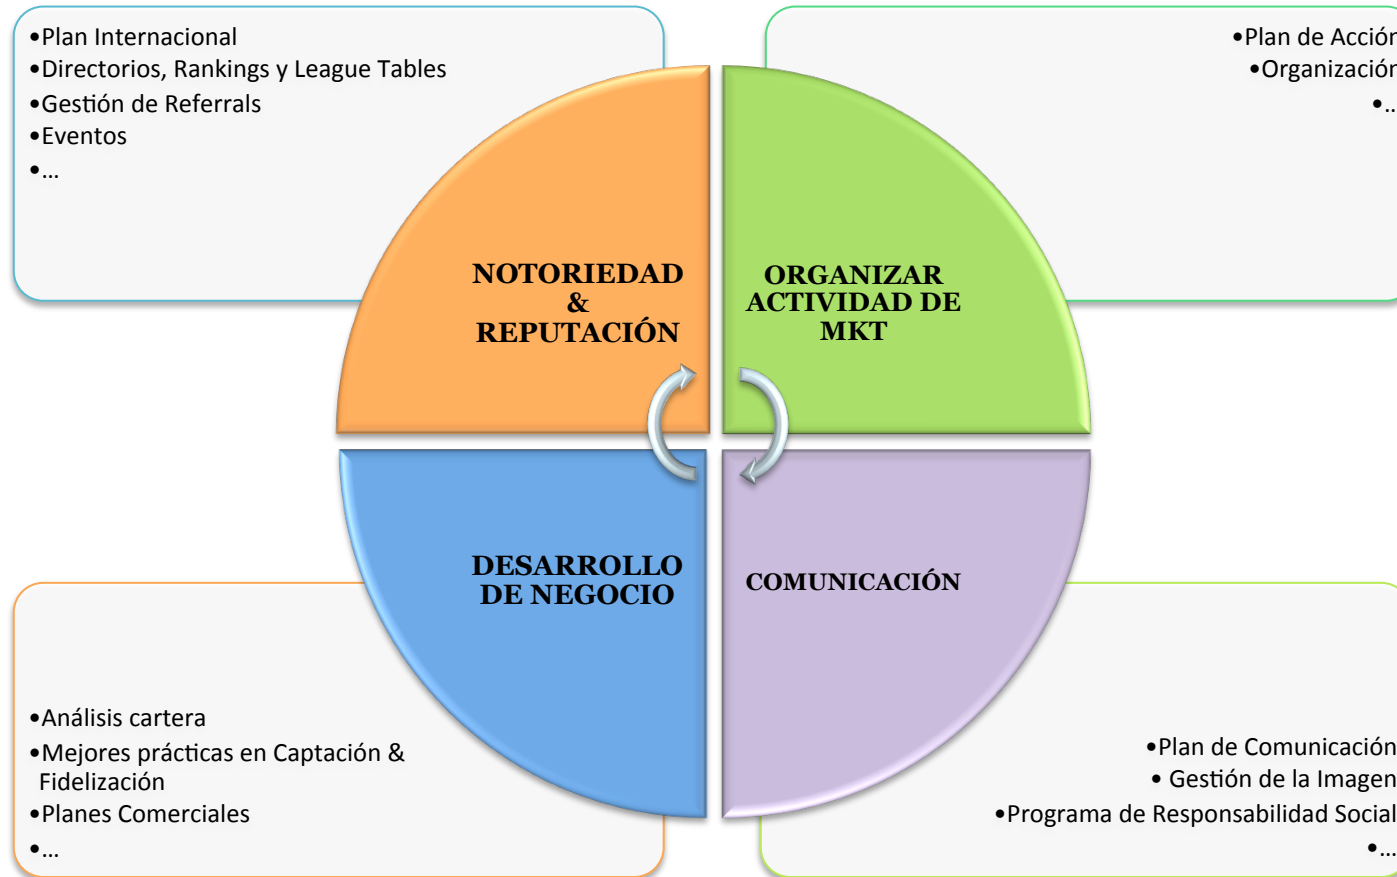 •Plan Internacional
•Directorios, Rankings y League Tables
•Gestión de Referrals
•Eventos
•...
•Plan de Acción
•Organización
•...
NOTORIEDAD
&
REPUTACIÓN
ORGANIZAR
ACTIVIDAD DE
MKT
DESARROLLO
DE NEGOCIO
COMUNICACIÓN
•Análisis cartera
•Mejores prácticas en Captación &
Fidelización
•Planes Comerciales
•...
•Plan de Comunicación
• Gestión de la Imagen
•Programa de Responsabilidad Social
•...